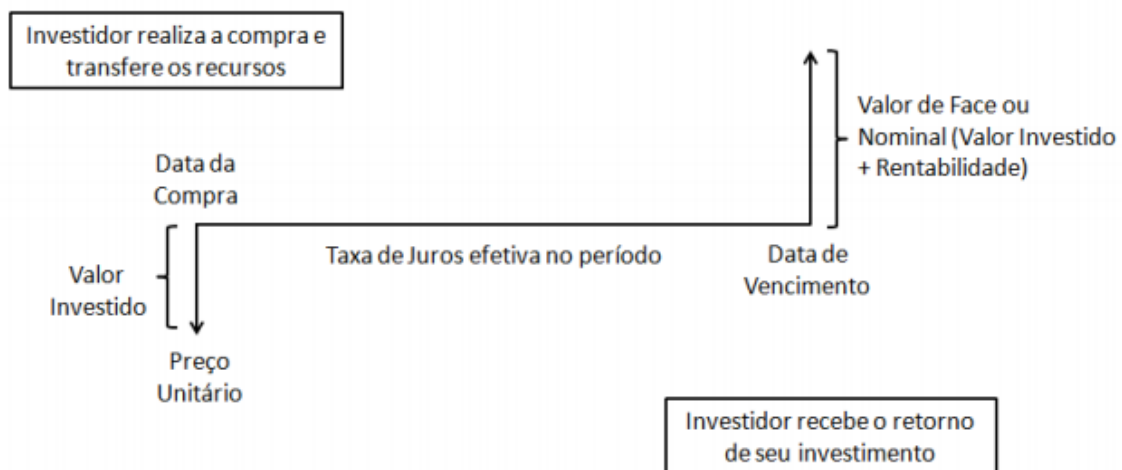 Investidor realiza a compra e
transfere os recursos
Valor de Face ou
Nominal (Valor Investido
+ Rentabilidade)
Data da
Compra
Taxa de Juros efetiva no período
Data de
Vencimento
Valor
Investido
Preço
Unitário
Investidor recebe o retorno
de seu investimento